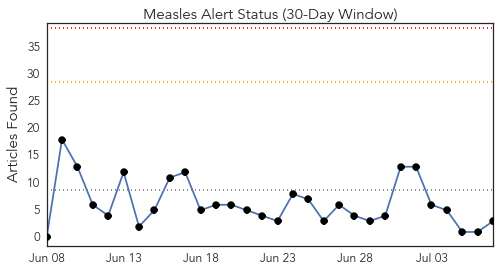 Measles Alert Status (30-Day Window)
Articles Found
35
30
25
20
15
10
5
0
Jun 08 Jun 13 Jun 18 Jun 23 Jun 28 Jul 03